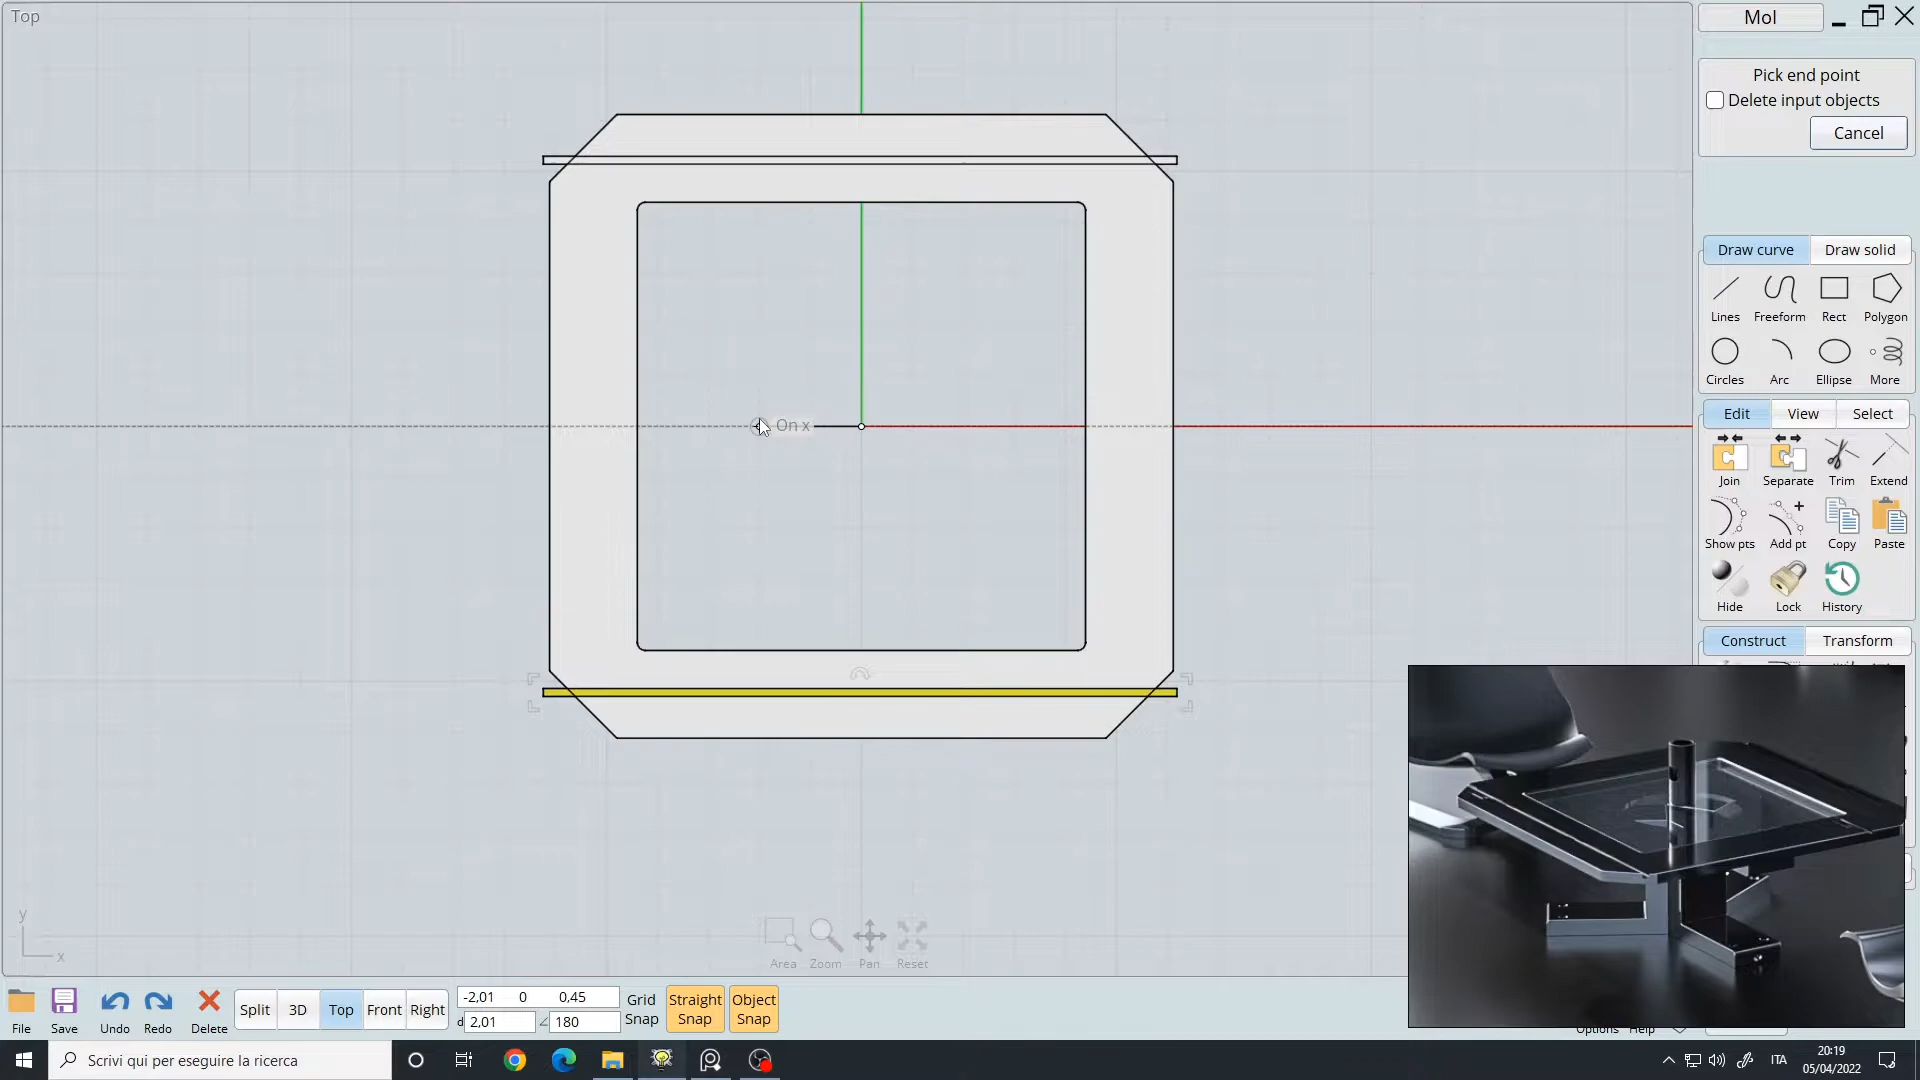 Top
MoI
Pick end point
Delete input objects
Cancel
Draw curve
Draw solid
Lines
Freeform
Rect
Polygon
Circles
Arc
Ellipse
More
Edit
View
Select
Join
Separate
Trim
Extend
Show pts
Add pt
Copy
Paste
Hide
Lock
History
Construct
Transform
On x
y
x
Area
Zoom
Pan
Reset
File
Save
Undo
Redo
Delete
Split
3D
Top
Front
Right
-2,01 0 0,45
d 2,01
180
Grid
Snap
Straight
Snap
Object
Snap
Options
Help
Scrivi qui per eseguire la ricerca
ITA
20:19
05/04/2022